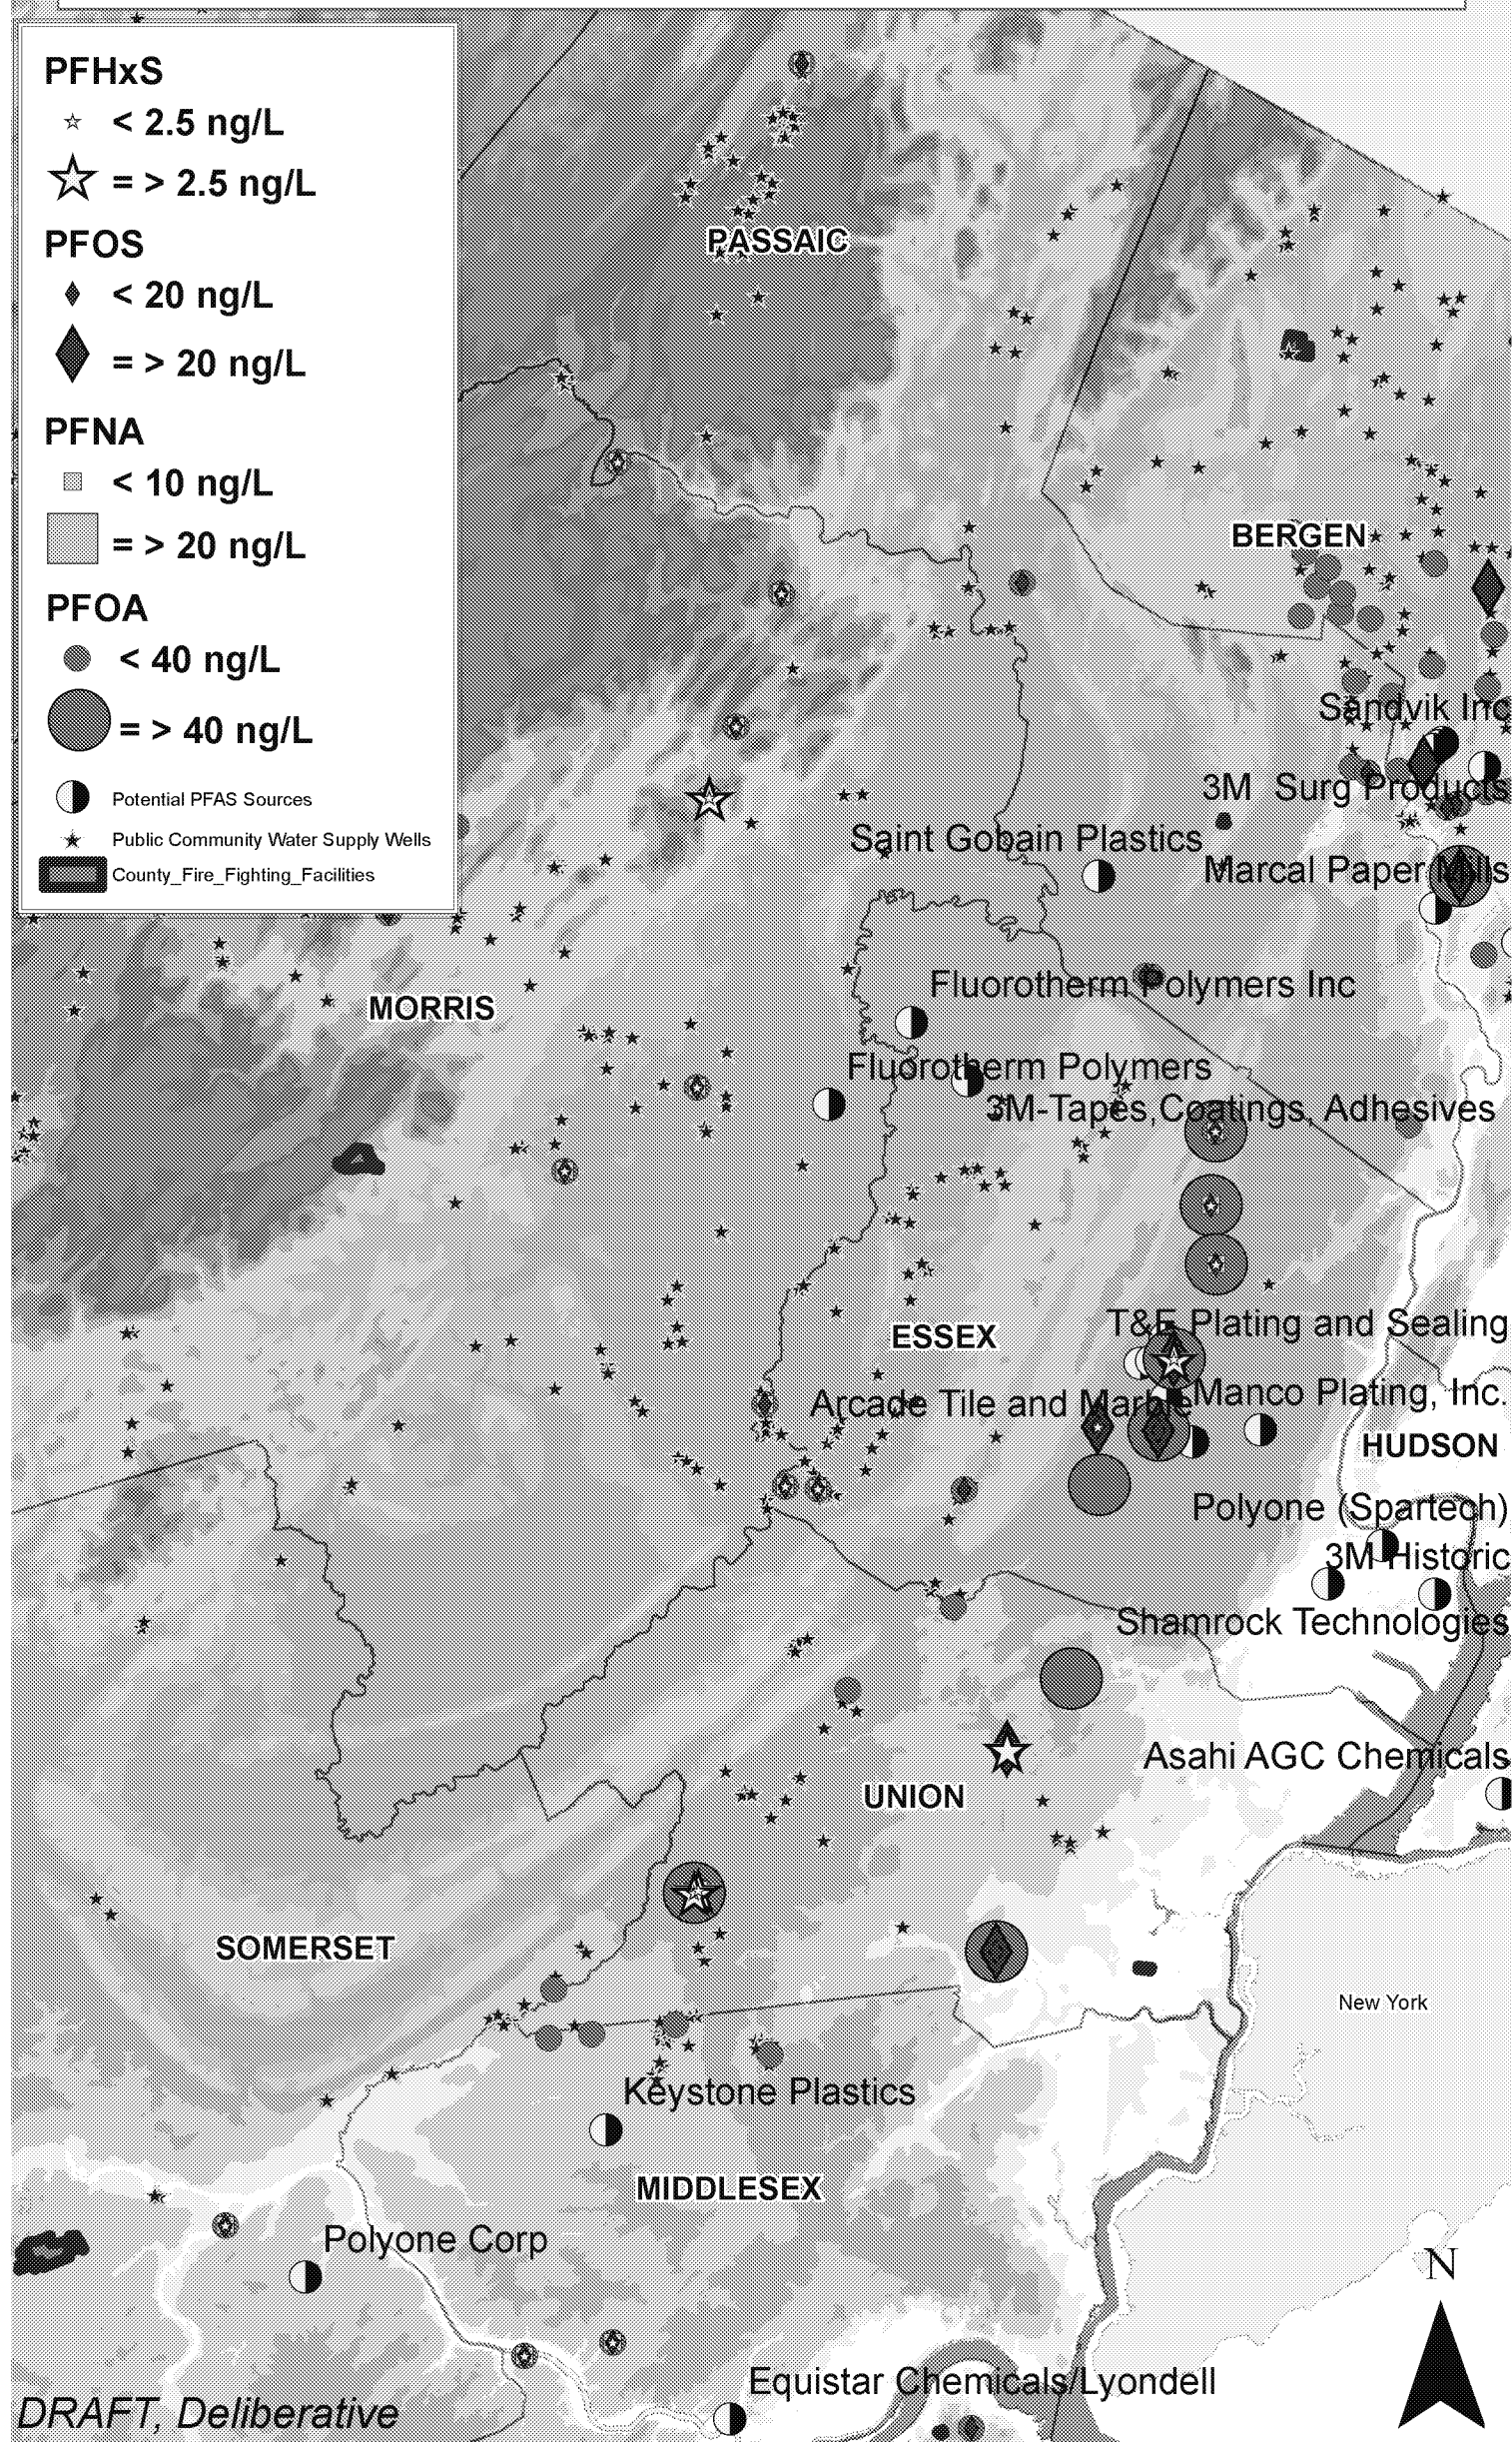 PFHxS
< 2.5 ng/L
= > 2.5 ng/L
PFOS
< 20 ng/L
= > 20 ng/L
PFNA
< 10 ng/L
= > 20 ng/L
PFOA
< 40 ng/L
= > 40 ng/L
Potential PFAS Sources
Public Community Water Supply Wells
County_Fire_Fighting_Facilities
PASSAIC
BERGEN
Sandvik Inc
3M Surg Products
Saint Gobain Plastics
Marcal Paper Mills
Fluorotherm Polymers Inc
MORRIS
Fluorotherm Polymers
3M-Tapes,Coatings, Adhesives
T&E Plating and Sealing
ESSEX
Manco Plating, Inc.
Arcade Tile and Marble
HUDSON
Polyone (Spartech)
3M Historic
Shamrock Technologies
Asahi AGC Chemicals
UNION
SOMERSET
New York
Keystone Plastics
MIDDLESEX
Polyone Corp
N
Equistar Chemicals/Lyondell
DRAFT, Deliberative